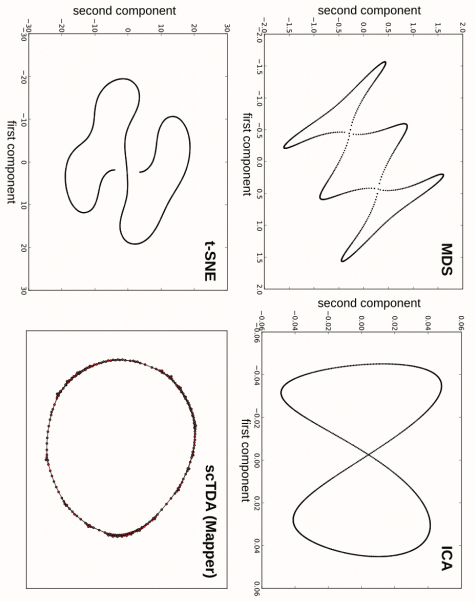 MDS
second component
2.0
1.5
1.0
0.5
0.0
−0.5
−1.0
−1.5
−2.0
−2.0 −1.5 −1.0 −0.5 0.0 0.5 1.0 1.5 2.0
first component
ICA
second component
0.06
0.04
0.02
0.00
−0.02
−0.04
−0.06
−0.06 −0.04 −0.02 0.00 0.02 0.04 0.06
first component
t-SNE
second component
30
20
10
0
−10
−20
−30
−30 −20 −10 0 10 20 30
first component
scTDA (Mapper)